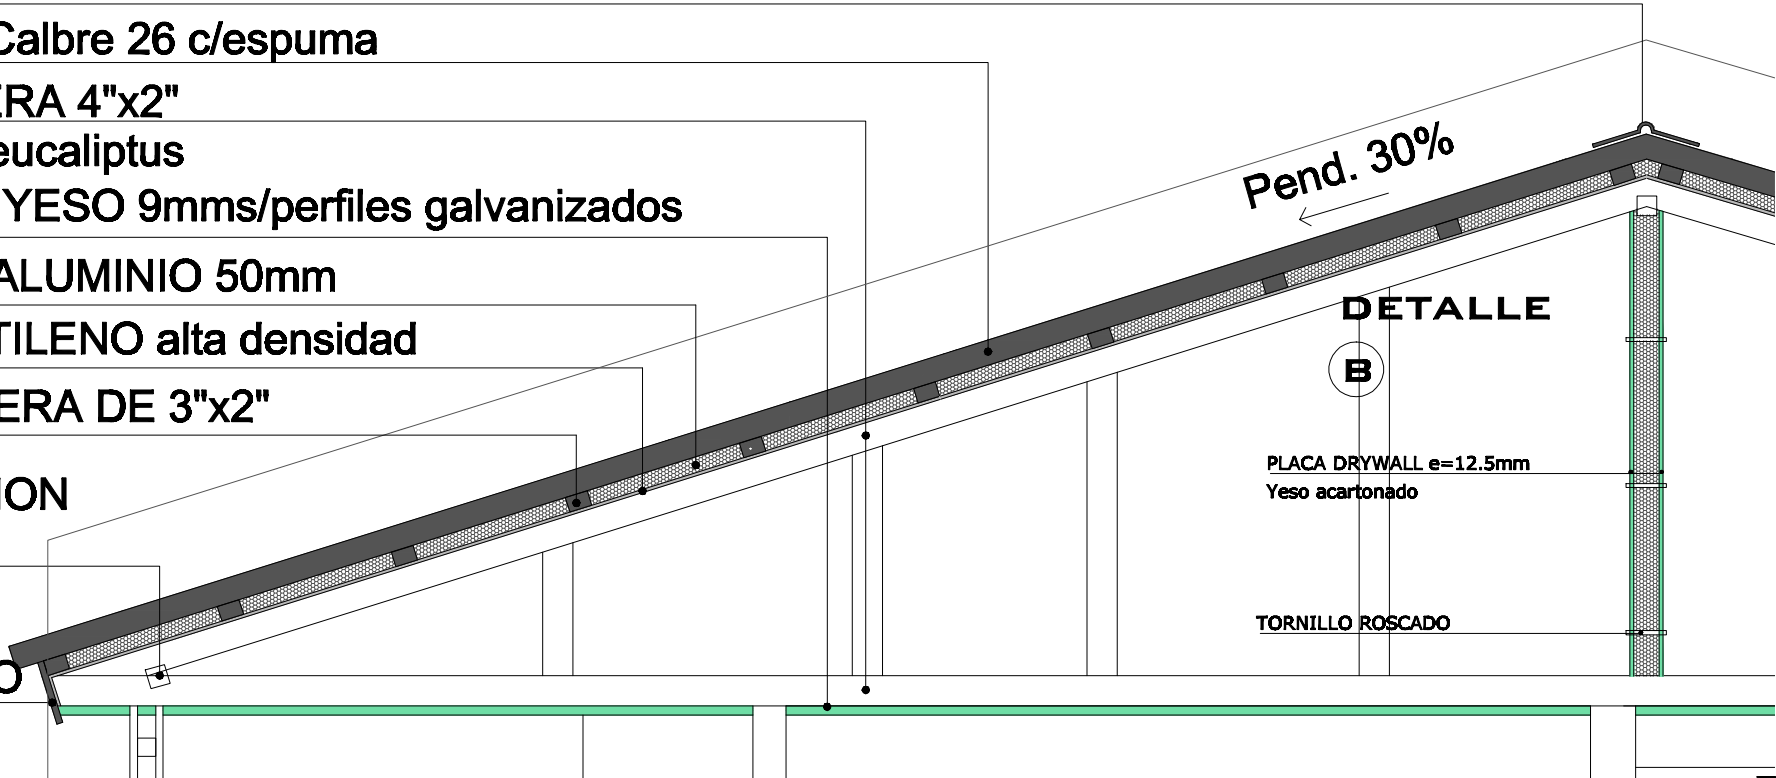 Calbre 26 c/espuma
ERA 4"x2"
eucaliptus
YESO 9mms/perfiles galvanizados
ALUMINIO 50mm
TILENO alta densidad
ERA DE 3"x2"
ION
O
Pend. 30%
DETALLE
B
PLACA DRYWALL e=12.5mm
Yeso acartonado
TORNILLO ROSCADO